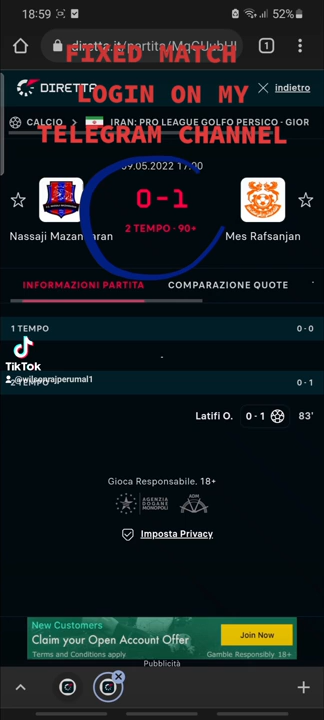 18:59
52%
diretta.it/partita/MqCUubHl
1
FIXED MATCH
LOGIN ON MY
TELEGRAM CHANNEL
DIRETTA
indietro
CALCIO > IRAN: PRO LEAGUE GOLFO PERSICO - GIOR
09.05.2022 17:00
0-1
2 TEMPO - 90+
Nassaji Mazandaran
Mes Rafsanjan
INFORMAZIONI PARTITA
COMPARAZIONE QUOTE
1 TEMPO
0 - 0
TikTok
@wilsonrajperumal1
2 TEMPO
0 - 1
Latifi O.
0 - 1
83'
Gioca Responsabile. 18+
AGENZIA
DOGANE
MONOPOLI
ADM
Imposta Privacy
New Customers
Claim your Open Account Offer
Terms and Conditions apply
Join Now
Gamble Responsibly 18+
Pubblicità